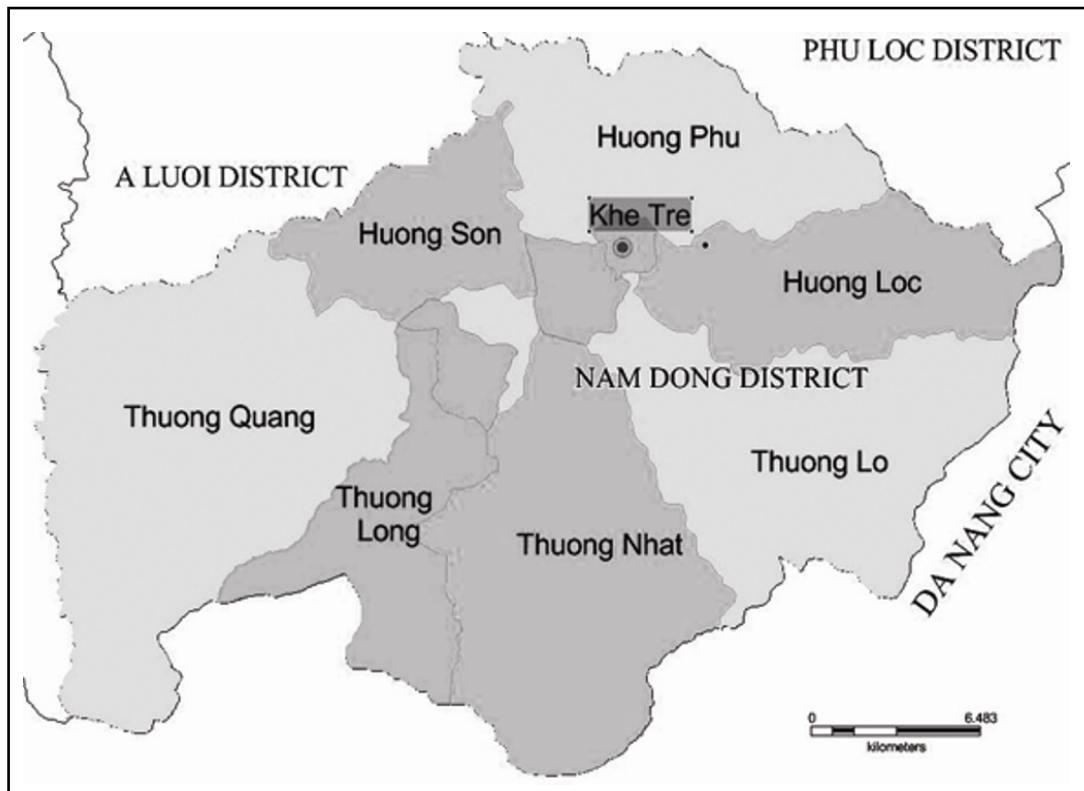 PHU LOC DISTRICT
Huong Phu
A LUOI DISTRICT
Khe Tre
Huong Son
Huong Loc
NAM DONG DISTRICT
Thuong Quang
Thuong Lo
Thuong
Long
Thuong Nhat
DA NANG CITY
0 6.483
kilometers